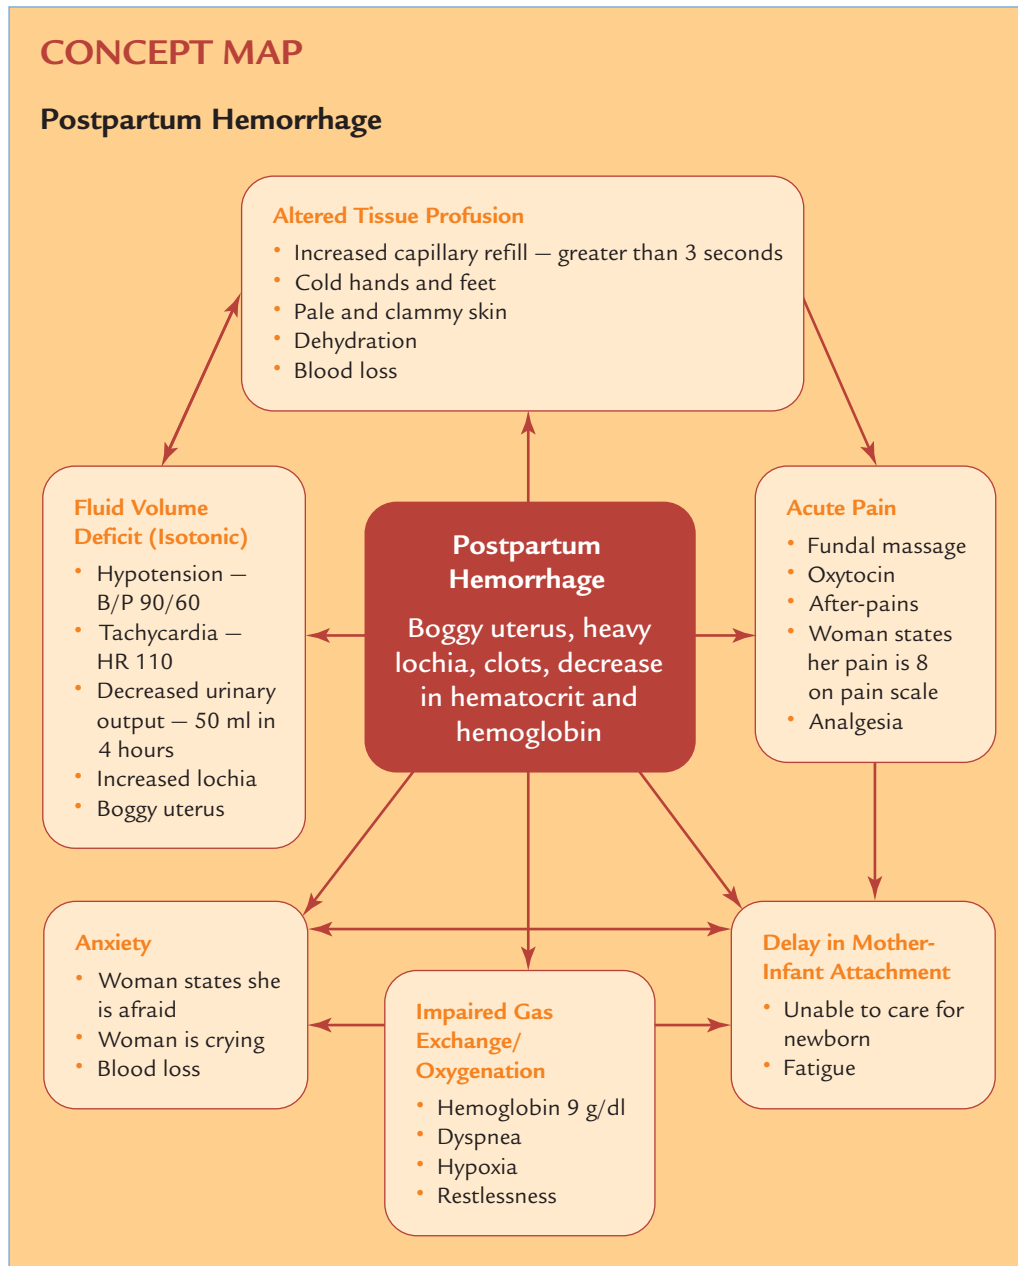 CONCEPT MAP
Postpartum Hemorrhage
Altered Tissue Profusion
• Increased capillary refill — greater than 3 seconds
• Cold hands and feet
• Pale and clammy skin
• Dehydration
• Blood loss
Fluid Volume
Deficit (Isotonic)
• Hypotension —
B/P 90/60
• Tachycardia —
HR 110
• Decreased urinary
output — 50 ml in
4 hours
• Increased lochia
• Boggy uterus
Postpartum
Hemorrhage
Boggy uterus, heavy
lochia, clots, decrease
in hematocrit and
hemoglobin
Acute Pain
• Fundal massage
• Oxytocin
• After-pains
• Woman states
her pain is 8
on pain scale
• Analgesia
Anxiety
• Woman states she
is afraid
• Woman is crying
• Blood loss
Impaired Gas
Exchange/
Oxygenation
• Hemoglobin 9 g/dl
• Dyspnea
• Hypoxia
• Restlessness
Delay in Mother-
Infant Attachment
• Unable to care for
newborn
• Fatigue